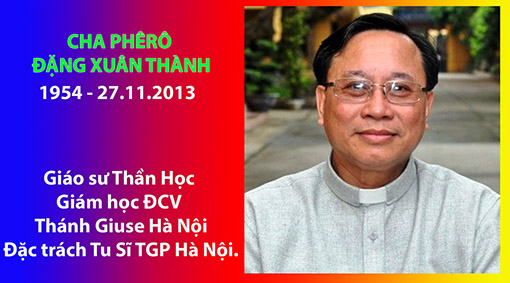 CHA PHÊRÔ
ĐẶNG XUÂN THÀNH
1954 - 27.11.2013
Giáo sư Thần Học
Giám học ĐCV
Thánh Giuse Hà Nội
Đặc trách Tu Sĩ TGP Hà Nội.